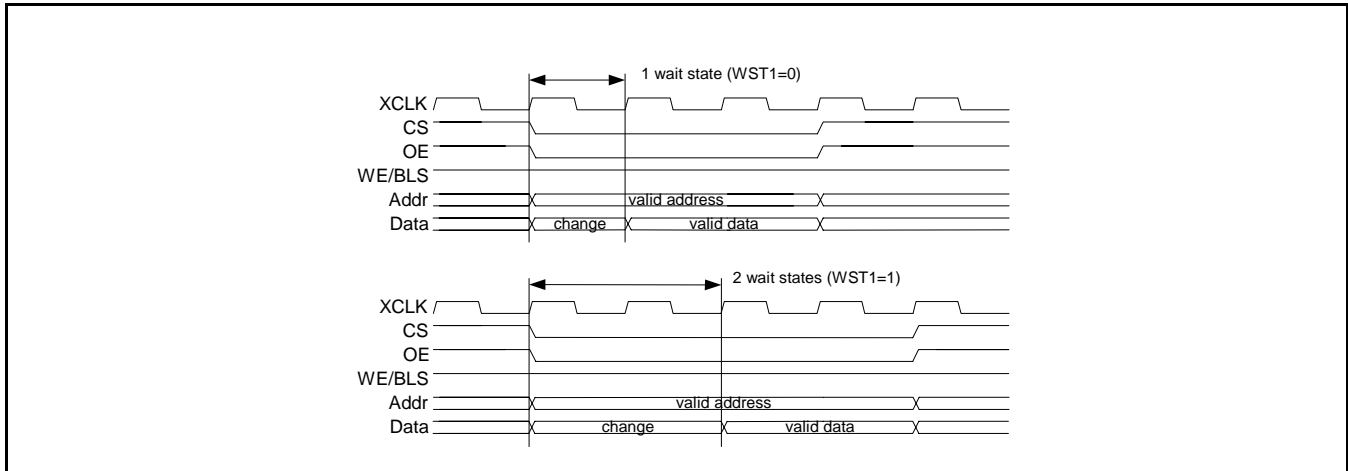 1 wait state (WST1=0)
XCLK
CS
OE
WE/BLS
Addr
valid address
Data
change
valid data
2 wait states (WST1=1)
XCLK
CS
OE
WE/BLS
Addr
valid address
Data
change
valid data